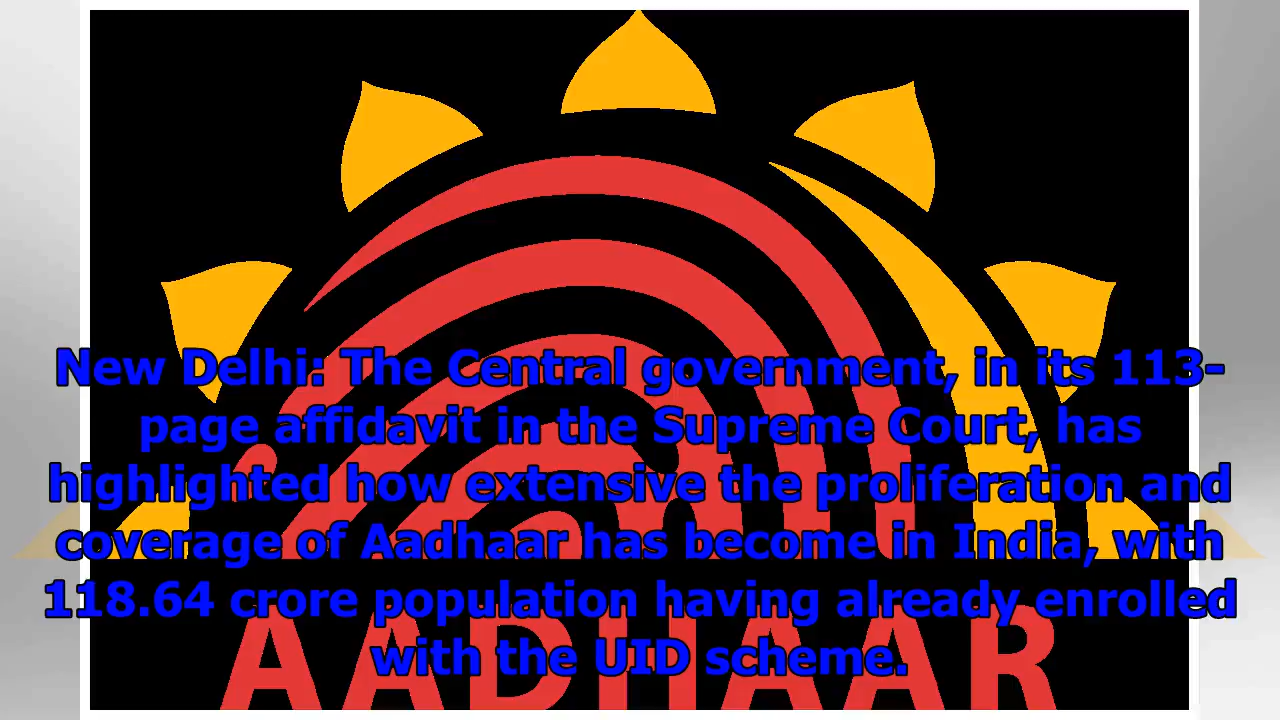 New Delhi: The Central government, in its 113-
page affidavit in the Supreme Court, has
highlighted how extensive the proliferation and
coverage of Aadhaar has become in India, with
118.64 crore population having already enrolled
with the UID scheme.
AADHAAR